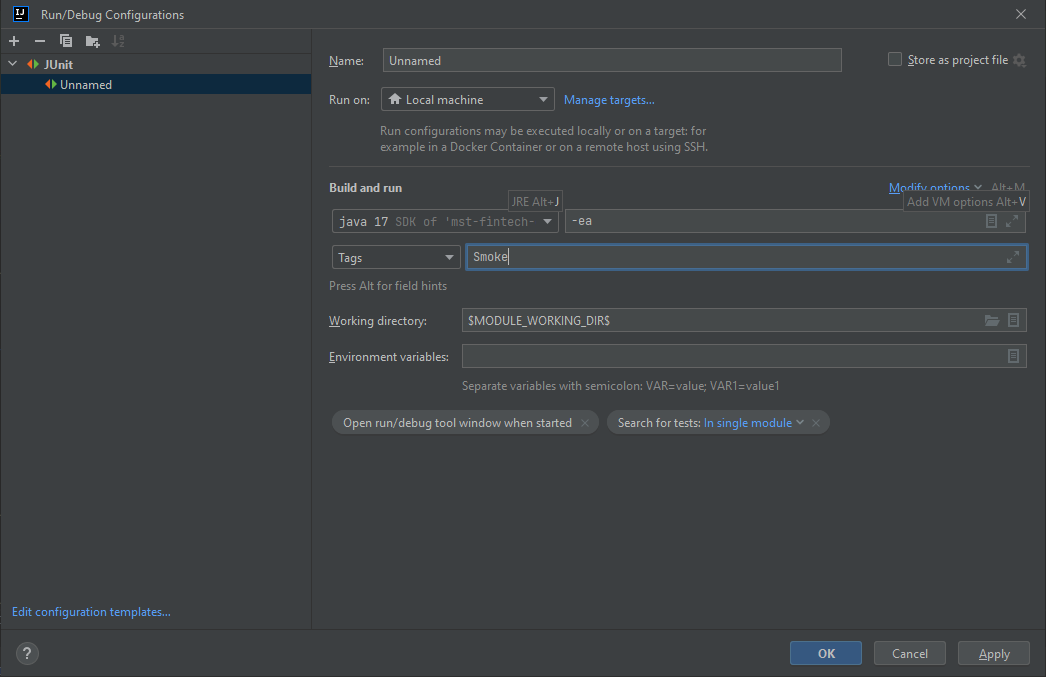 IJ Run/Debug Configurations
JUnit
Unnamed
Name: Unnamed
Store as project file
Run on: Local machine Manage targets...
Run configurations may be executed locally or on a target: for
example in a Docker Container or on a remote host using SSH.
Build and run
Modify options Alt+M
JRE Alt+J
Add VM options Alt+V
java 17 SDK of 'mst-fintech-
-ea
Tags
Smoke
Press Alt for field hints
Working directory: $MODULE_WORKING_DIR$
Environment variables:
Separate variables with semicolon: VAR=value; VAR1=value1
Open run/debug tool window when started
Search for tests: In single module
Edit configuration templates...
?
OK
Cancel
Apply